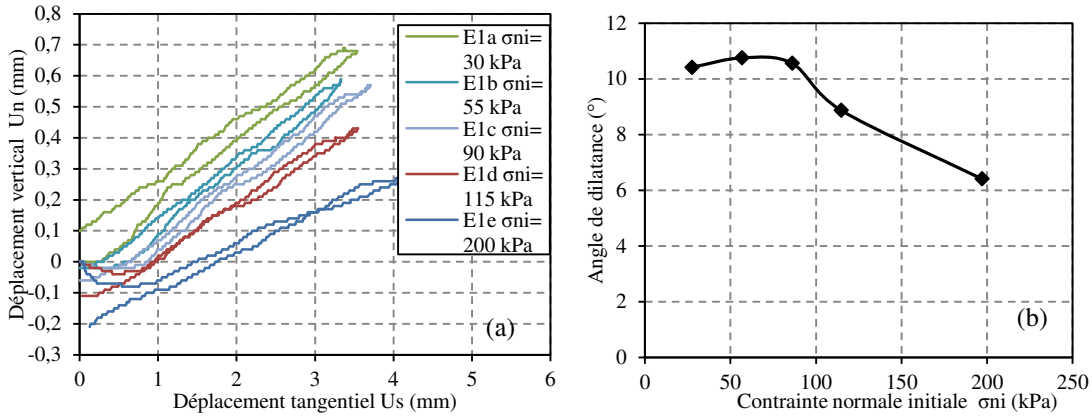 0,8
0,7
0,6
0,5
0,4
0,3
0,2
0,1
0
-0,1
-0,2
-0,3
Déplacement vertical Un (mm)
E1a σni=
30 kPa
E1b σni=
55 kPa
E1c σni=
90 kPa
E1d σni=
115 kPa
E1e σni=
200 kPa
(a)
0 1 2 3 4 5 6
Déplacement tangentiel Us (mm)
12
10
8
6
4
2
0
Angle de dilatance (°)
(b)
0 50 100 150 200 250
Contrainte normale initiale σni (kPa)